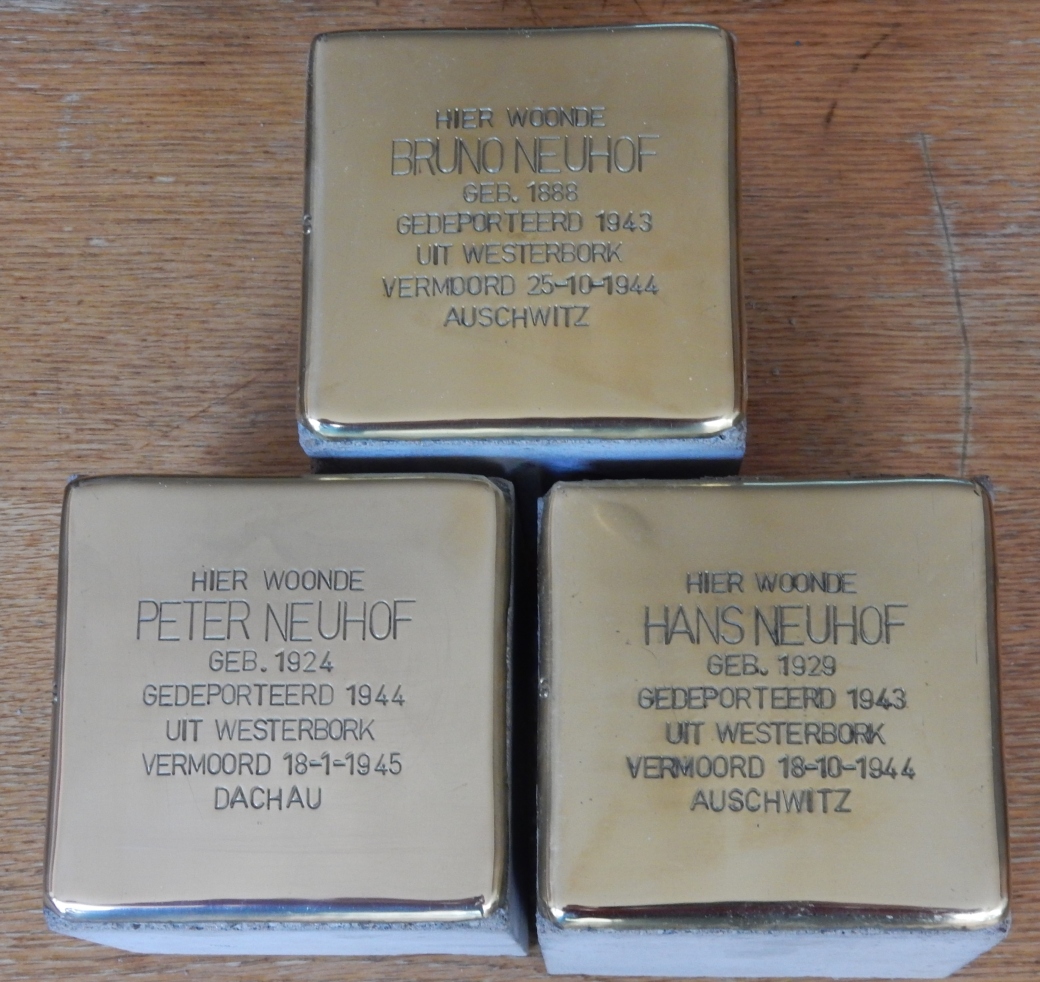 HIER WOONDE
BRUNO NEUHOF
GEB. 1888
GEDEPORTEERD 1943
UIT WESTERBORK
VERMOORD 25-10-1944
AUSCHWITZ
HIER WOONDE
PETER NEUHOF
GEB. 1924
GEDEPORTEERD 1944
UIT WESTERBORK
VERMOORD 18-1-1945
DACHAU
HIER WOONDE
HANS NEUHOF
GEB. 1929
GEDEPORTEERD 1943
UIT WESTERBORK
VERMOORD 18-10-1944
AUSCHWITZ